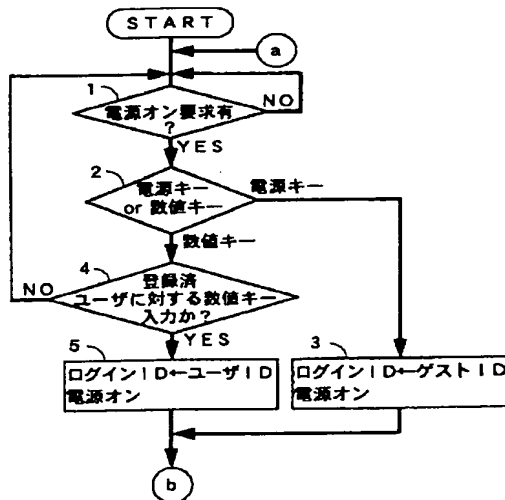 START
a
1
電源オン要求有
?
NO
YES
2
電源キー
or 数値キー
電源キー
数値キー
4
登録済
ユーザに対する数値キー
入力か?
NO
YES
5
ログインID←ユーザID
電源オン
3
ログインID←ゲストID
電源オン
b